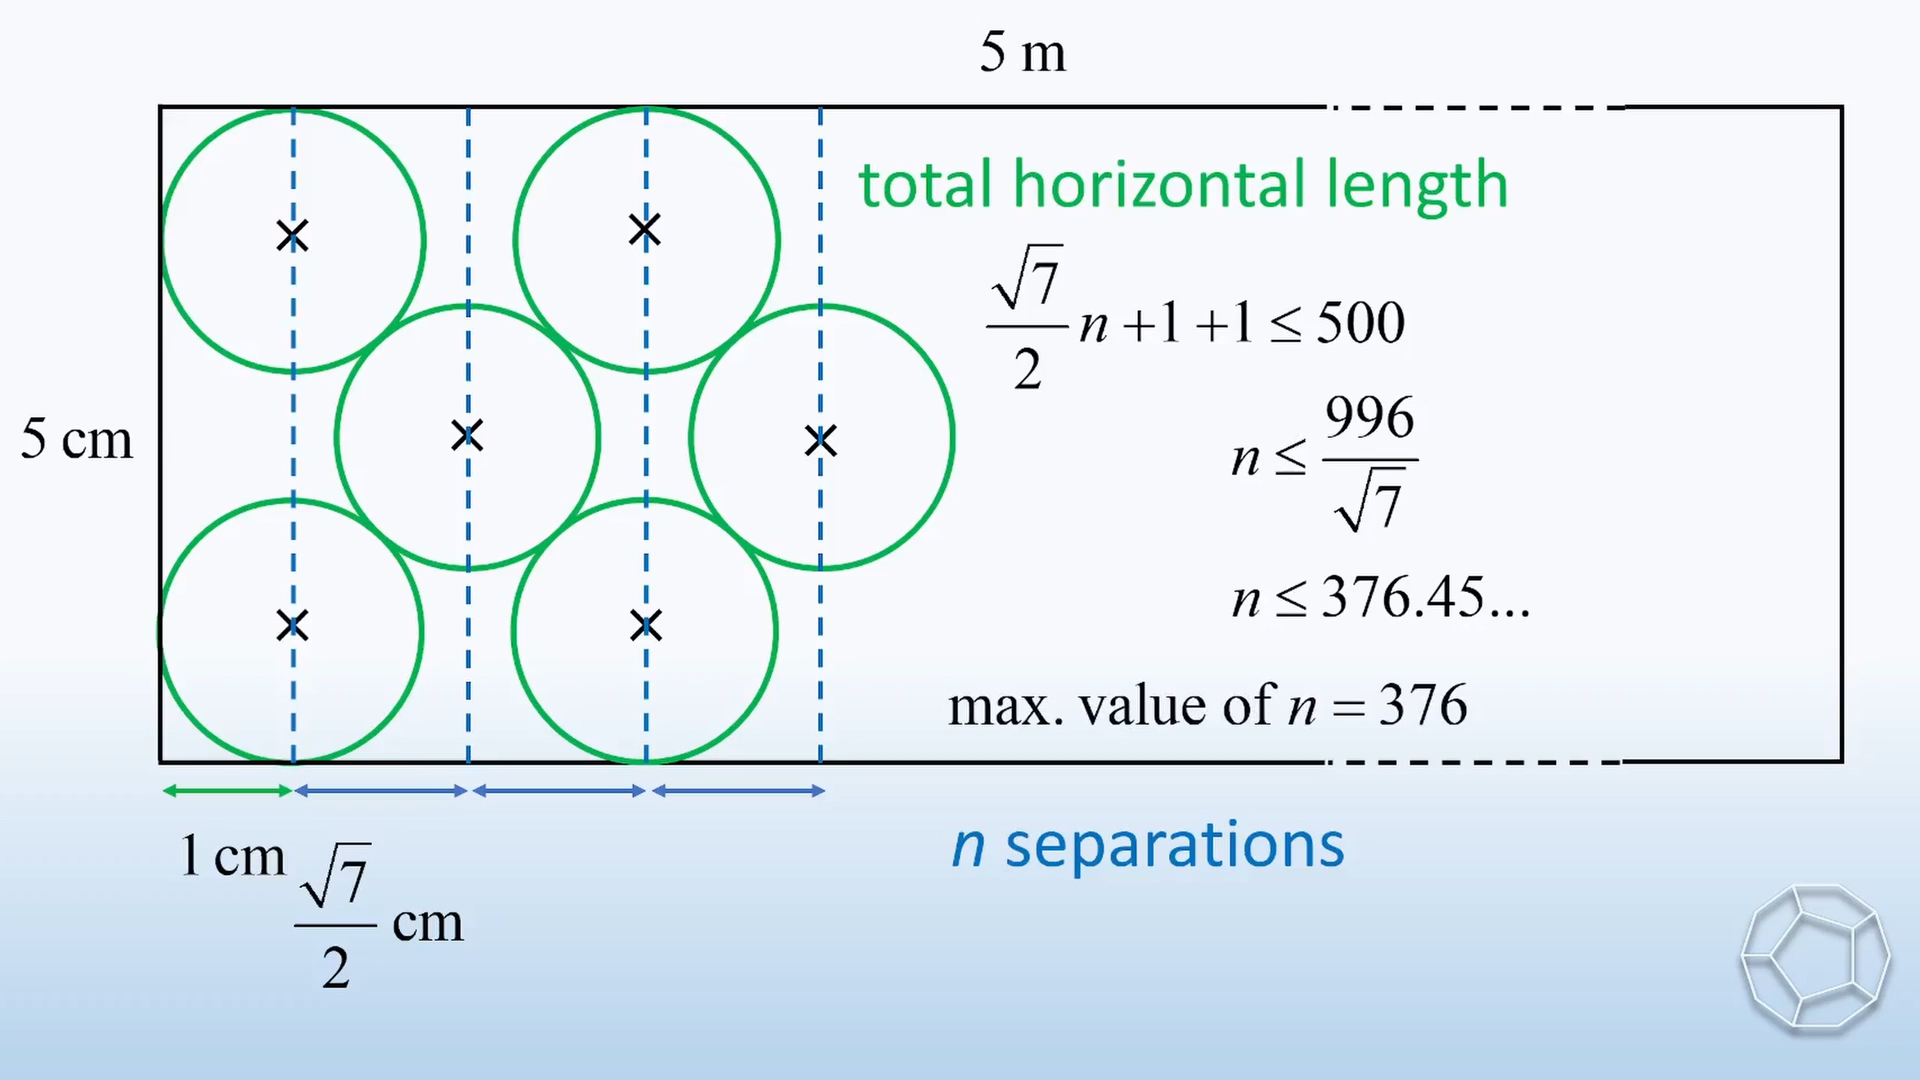 5 m
total horizontal length
√7/2 n +1 +1 ≤ 500
n ≤ 996/√7
5 cm
n ≤ 376.45...
max. value of n = 376
1 cm
√7/2 cm
n separations